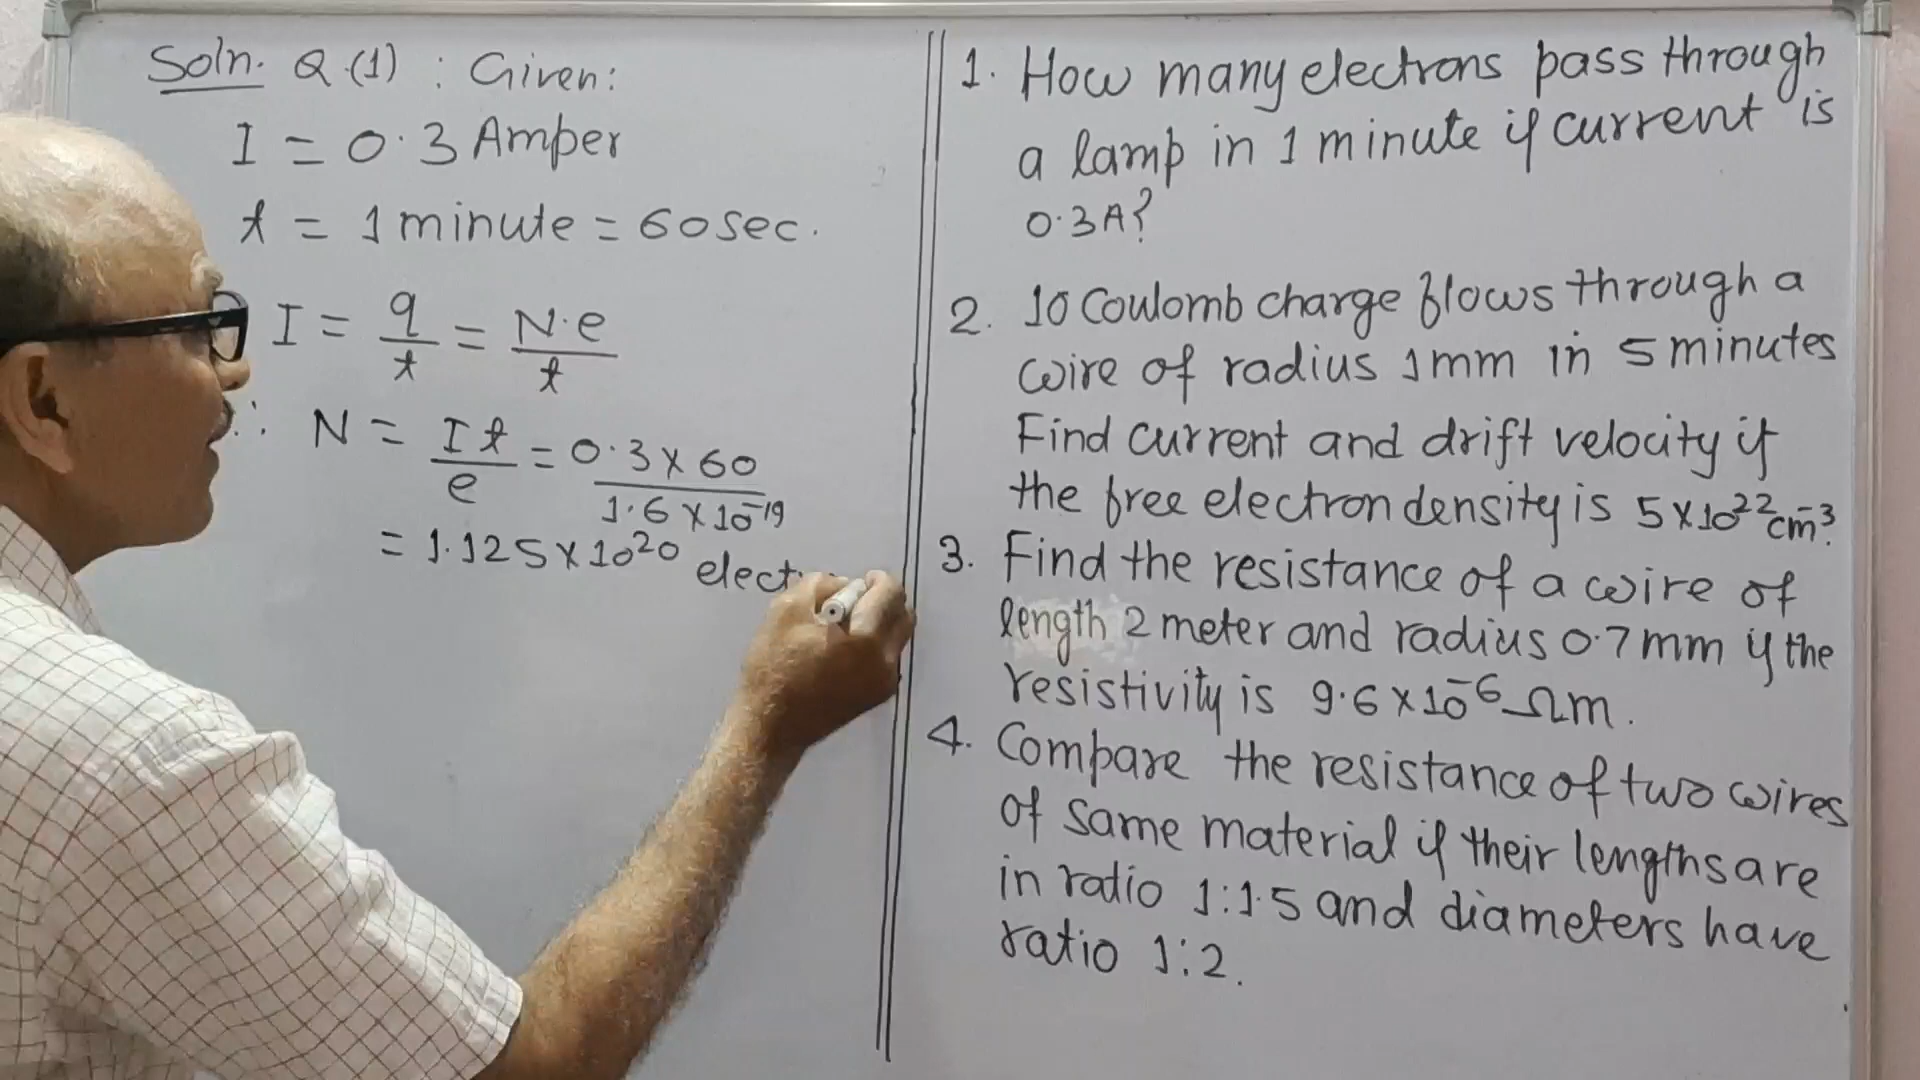 Soln. Q.(1) : Given:
I = 0.3 Amper
t = 1 minute = 60 sec.
I = q/t = N.e/t
∴ N = It/e = 0.3 × 60 / 1.6 × 10⁻¹⁹
= 1.125 × 10²⁰ elect
1. How many electrons pass through
a lamp in 1 minute if current is
0.3A?
2. 10 Coulomb charge flows through a
wire of radius 1mm in 5 minutes
Find current and drift velocity if
the free electron density is 5×10²² cm⁻³.
3. Find the resistance of a wire of
length 2 meter and radius 0.7mm if the
resistivity is 9.6×10⁻⁶ Ωm.
4. Compare the resistance of two wires
of same material if their lengths are
in ratio 1:1.5 and diameters have
ratio 1:2.